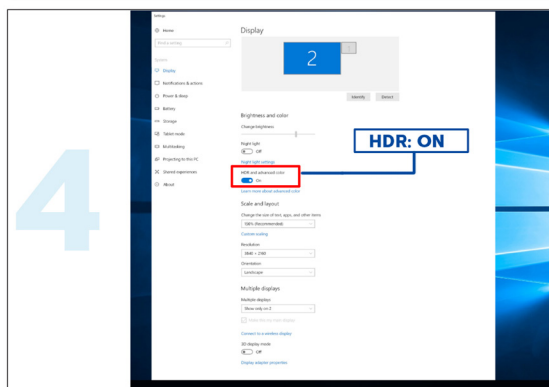 4
Settings
Home
Find a setting
System
Display
Notifications & actions
Power & sleep
Battery
Storage
Tablet mode
Multitasking
Projecting to this PC
Shared experiences
About
Display
2
1
Identify
Detect
Brightness and color
Change brightness
Night light
Off
Night light settings
HDR and advanced color
On
Learn more about advanced color
HDR: ON
Scale and layout
Change the size of text, apps, and other items
100% (Recommended)
Custom scaling
Resolution
3840 × 2160
Orientation
Landscape
Multiple displays
Multiple displays
Show only on 2
Connect to a wireless display
3D display mode
Off
Display adapter properties